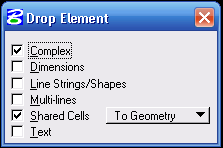 Drop Element
Complex
Dimensions
Line Strings/Shapes
Multi-lines
Shared Cells To Geometry
Text